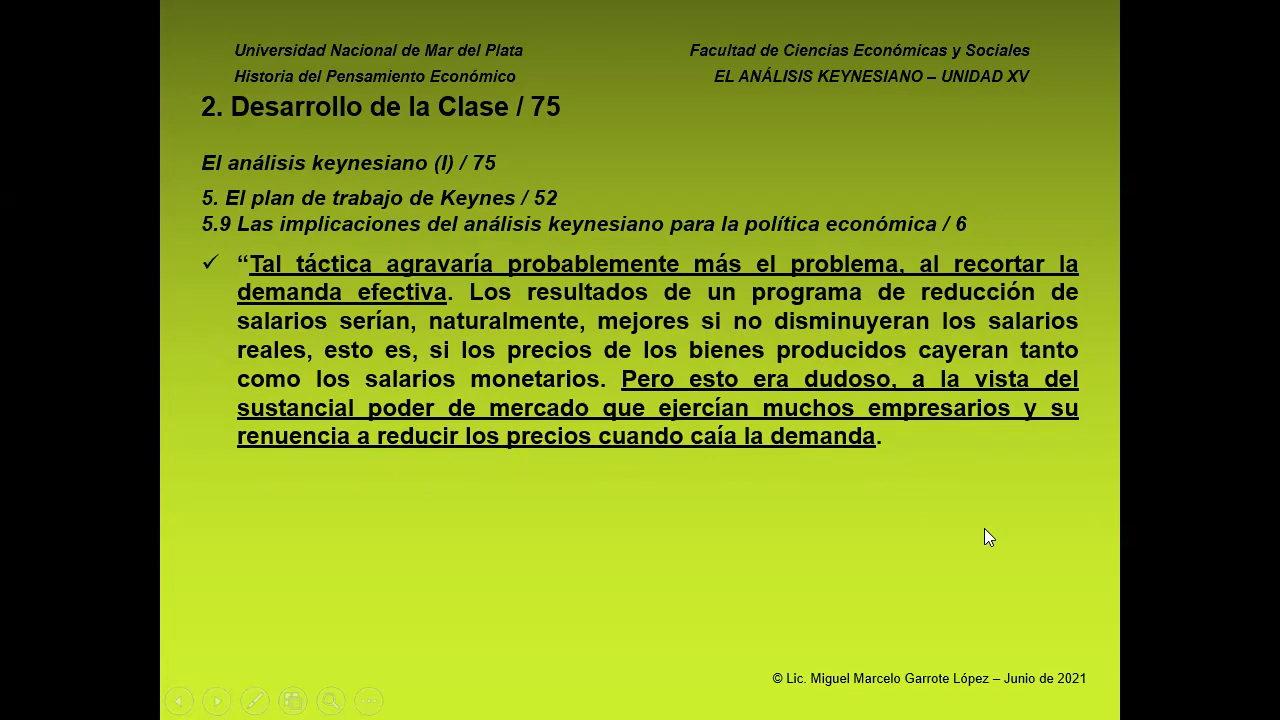 Universidad Nacional de Mar del Plata
Facultad de Ciencias Económicas y Sociales
Historia del Pensamiento Económico
EL ANÁLISIS KEYNESIANO – UNIDAD XV
2. Desarrollo de la Clase / 75
El análisis keynesiano (I) / 75
5. El plan de trabajo de Keynes / 52
5.9 Las implicaciones del análisis keynesiano para la política económica / 6
✓ “Tal táctica agravaría probablemente más el problema, al recortar la
demanda efectiva. Los resultados de un programa de reducción de
salarios serían, naturalmente, mejores si no disminuyeran los salarios
reales, esto es, si los precios de los bienes producidos cayeran tanto
como los salarios monetarios. Pero esto era dudoso, a la vista del
sustancial poder de mercado que ejercían muchos empresarios y su
renuencia a reducir los precios cuando caía la demanda.
© Lic. Miguel Marcelo Garrote López – Junio de 2021